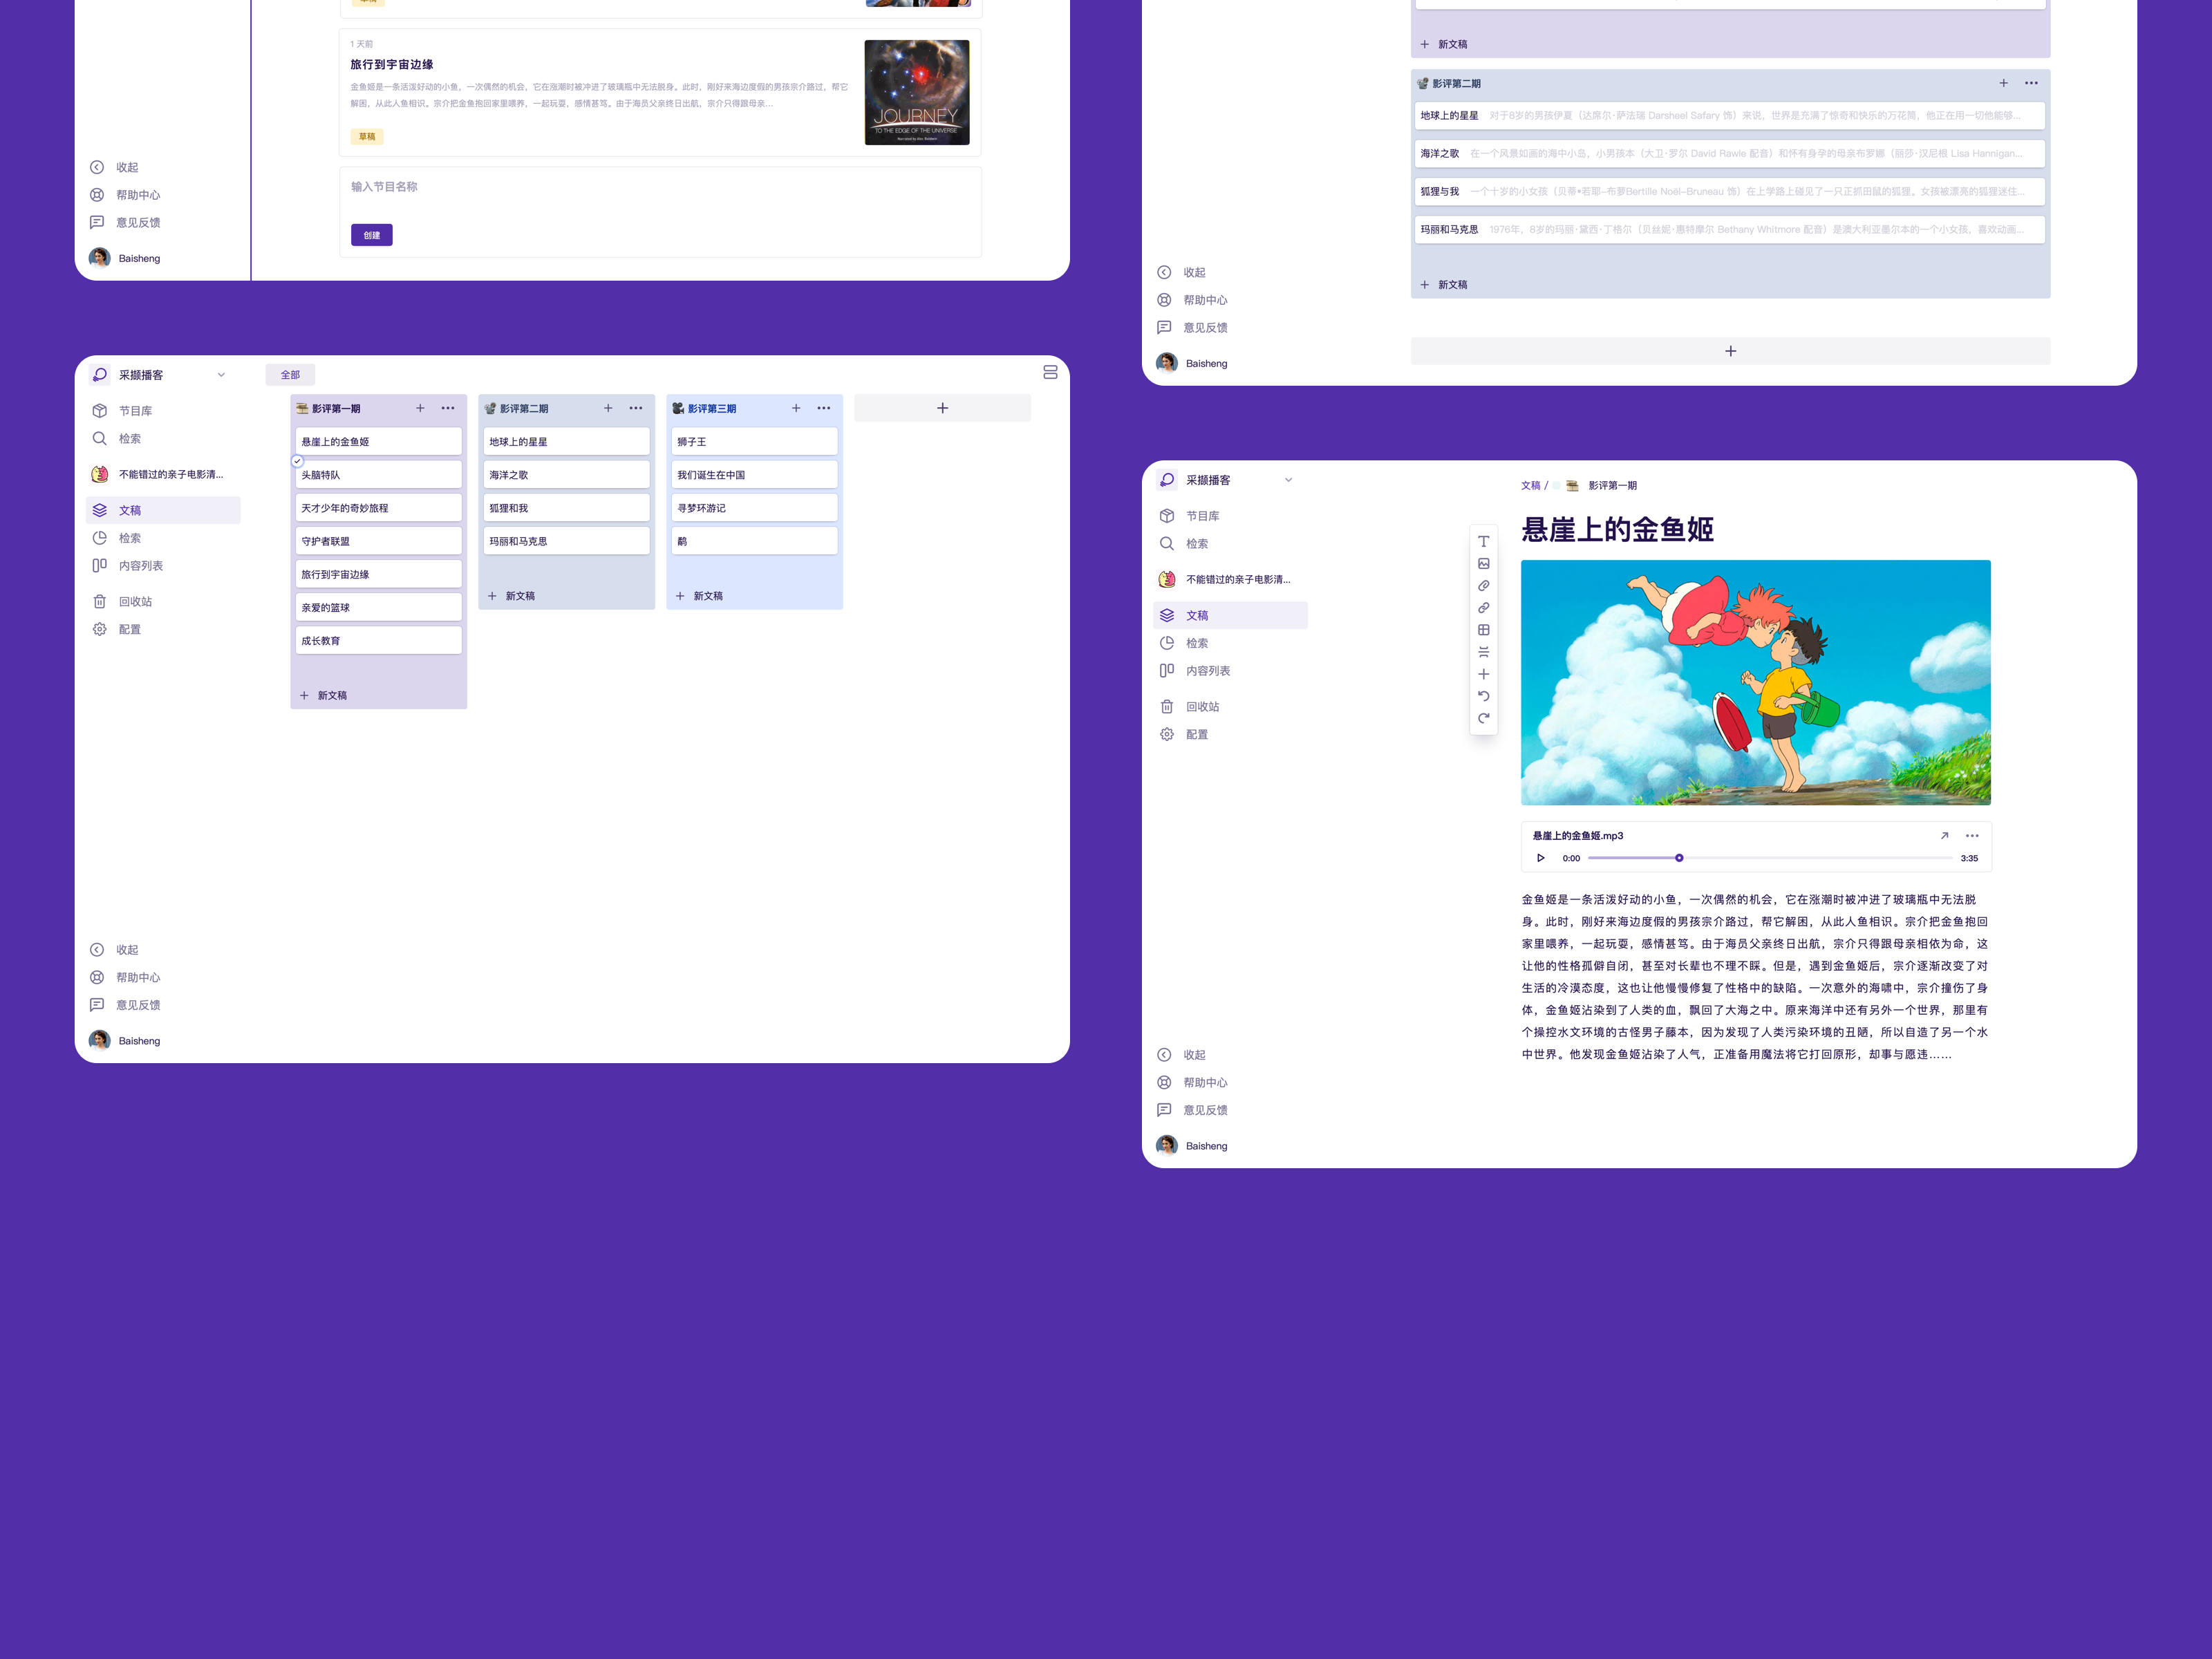 草稿
1 天前
旅行到宇宙边缘
金鱼姬是一条活泼好动的小鱼，一次偶然的机会，它在涨潮时被冲进了玻璃瓶中无法脱身。此时，刚好来海边度假的男孩宗介路过，帮它
解困，从此人鱼相识。宗介把金鱼抱回家里喂养，一起玩耍，感情甚笃。由于海员父亲终日出航，宗介只得跟母亲...
草稿
JOURNEY
TO THE EDGE OF THE UNIVERSE
输入节目名称
创建
收起
帮助中心
意见反馈
Baisheng
新文稿
影评第二期
地球上的星星 对于8岁的男孩伊夏（达席尔·萨法瑞 Darsheel Safary 饰）来说，世界是充满了惊奇和快乐的万花筒，他正在用一切他能够...
海洋之歌 在一个风景如画的海中小岛，小男孩本（大卫·罗尔 David Rawle 配音）和怀有身孕的母亲布罗娜（丽莎·汉尼根 Lisa Hannigan...
狐狸与我 一个十岁的小女孩（贝蒂•若耶-布萝Bertille Noël-Bruneau 饰）在上学路上碰见了一只正抓田鼠的狐狸。女孩被漂亮的狐狸迷住...
玛丽和马克思 1976年，8岁的玛丽·黛西·丁格尔（贝丝妮·惠特摩尔 Bethany Whitmore 配音）是澳大利亚墨尔本的一个小女孩，喜欢动画...
新文稿
收起
帮助中心
意见反馈
Baisheng
采撷播客
节目库
检索
不能错过的亲子电影清...
文稿
检索
内容列表
回收站
配置
收起
帮助中心
意见反馈
Baisheng
全部
影评第一期
悬崖上的金鱼姬
头脑特队
天才少年的奇妙旅程
守护者联盟
旅行到宇宙边缘
亲爱的篮球
成长教育
新文稿
影评第二期
地球上的星星
海洋之歌
狐狸和我
玛丽和马克思
新文稿
影评第三期
狮子王
我们诞生在中国
寻梦环游记
鹬
新文稿
采撷播客
节目库
检索
不能错过的亲子电影清...
文稿
检索
内容列表
回收站
配置
收起
帮助中心
意见反馈
Baisheng
文稿 / 影评第一期
悬崖上的金鱼姬
悬崖上的金鱼姬.mp3
0:00
3:35
金鱼姬是一条活泼好动的小鱼，一次偶然的机会，它在涨潮时被冲进了玻璃瓶中无法脱
身。此时，刚好来海边度假的男孩宗介路过，帮它解困，从此人鱼相识。宗介把金鱼抱回
家里喂养，一起玩耍，感情甚笃。由于海员父亲终日出航，宗介只得跟母亲相依为命，这
让他的性格孤僻自闭，甚至对长辈也不理不睬。但是，遇到金鱼姬后，宗介逐渐改变了对
生活的冷漠态度，这也让他慢慢修复了性格中的缺陷。一次意外的海啸中，宗介撞伤了身
体，金鱼姬沾染到了人类的血，飘回了大海之中。原来海洋中还有另外一个世界，那里有
个操控水文环境的古怪男子藤本，因为发现了人类污染环境的丑陋，所以自造了另一个水
中世界。他发现金鱼姬沾染了人气，正准备用魔法将它打回原形，却事与愿违……